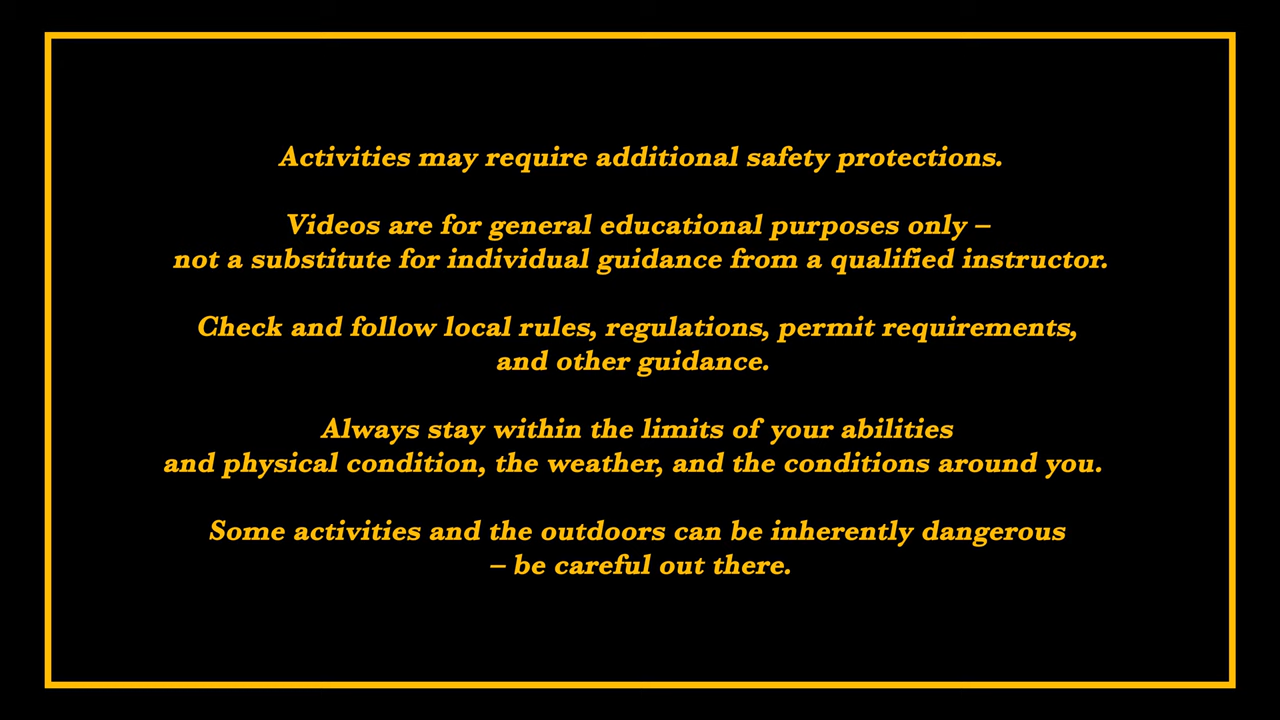 Activities may require additional safety protections.
Videos are for general educational purposes only –
not a substitute for individual guidance from a qualified instructor.
Check and follow local rules, regulations, permit requirements,
and other guidance.
Always stay within the limits of your abilities
and physical condition, the weather, and the conditions around you.
Some activities and the outdoors can be inherently dangerous
– be careful out there.